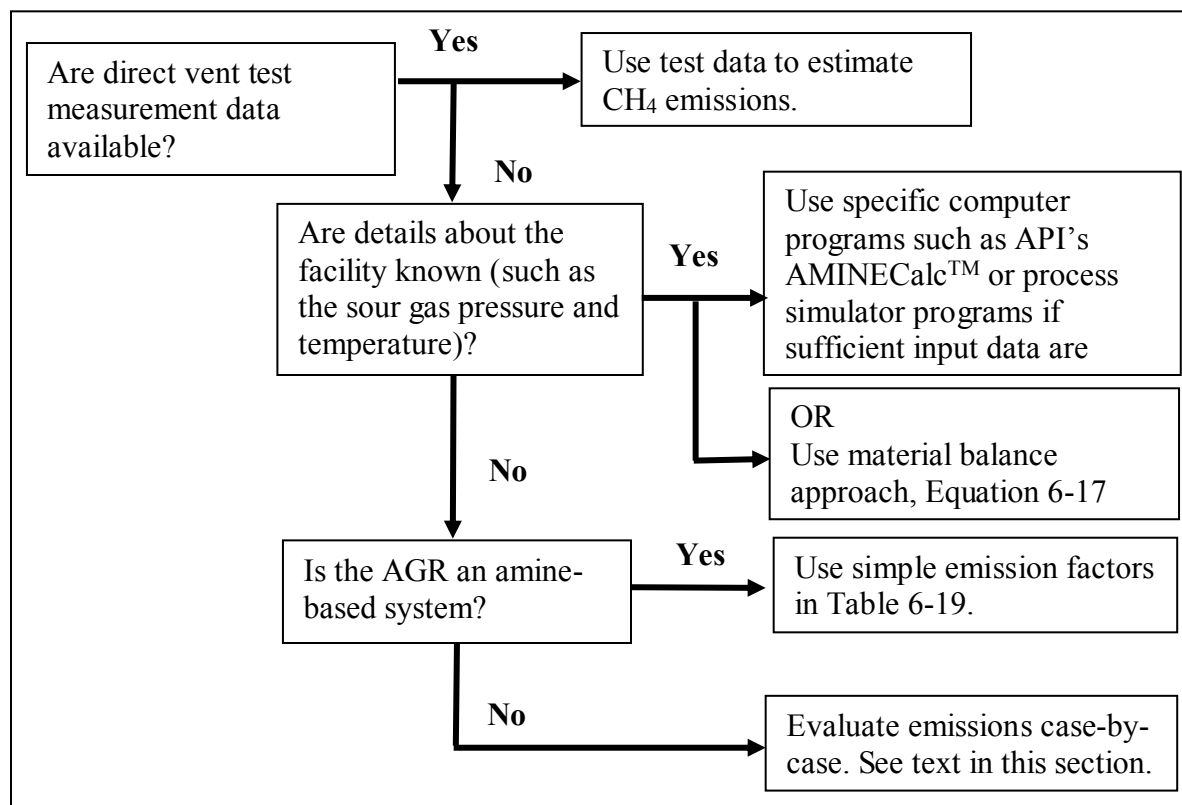 Are direct vent test
measurement data
available?
Yes
Use test data to estimate
CH₄ emissions.
No
Are details about the
facility known (such as
the sour gas pressure and
temperature)?
Yes
Use specific computer
programs such as API’s
AMINECalc™ or process
simulator programs if
sufficient input data are
OR
Use material balance
approach, Equation 6-17
No
Is the AGR an amine-
based system?
Yes
Use simple emission factors
in Table 6-19.
No
Evaluate emissions case-by-
case. See text in this section.